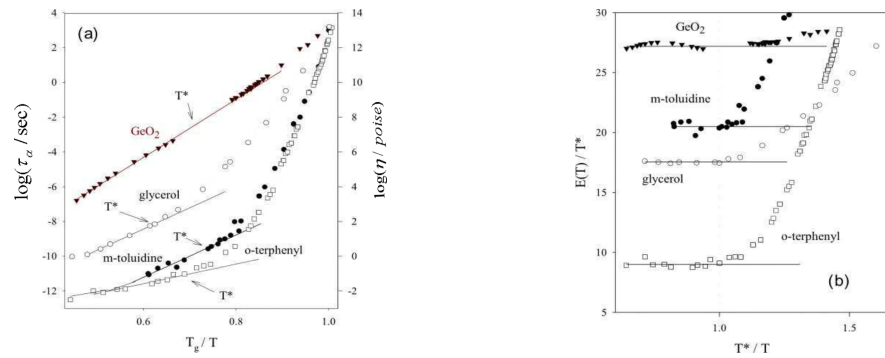 (a)
log(τα/sec)
4
2
0
-2
-4
-6
-8
-10
-12
T*
GeO2
glycerol
T*
T*
m-toluidine
o-terphenyl
T*
14
12
10
8
6
4
2
0
-2
log(η/poise)
0.6
0.8
1.0
Tg/T
E(T)/T*
30
25
20
15
10
5
GeO2
m-toluidine
glycerol
o-terphenyl
(b)
1.0
1.5
T*/T